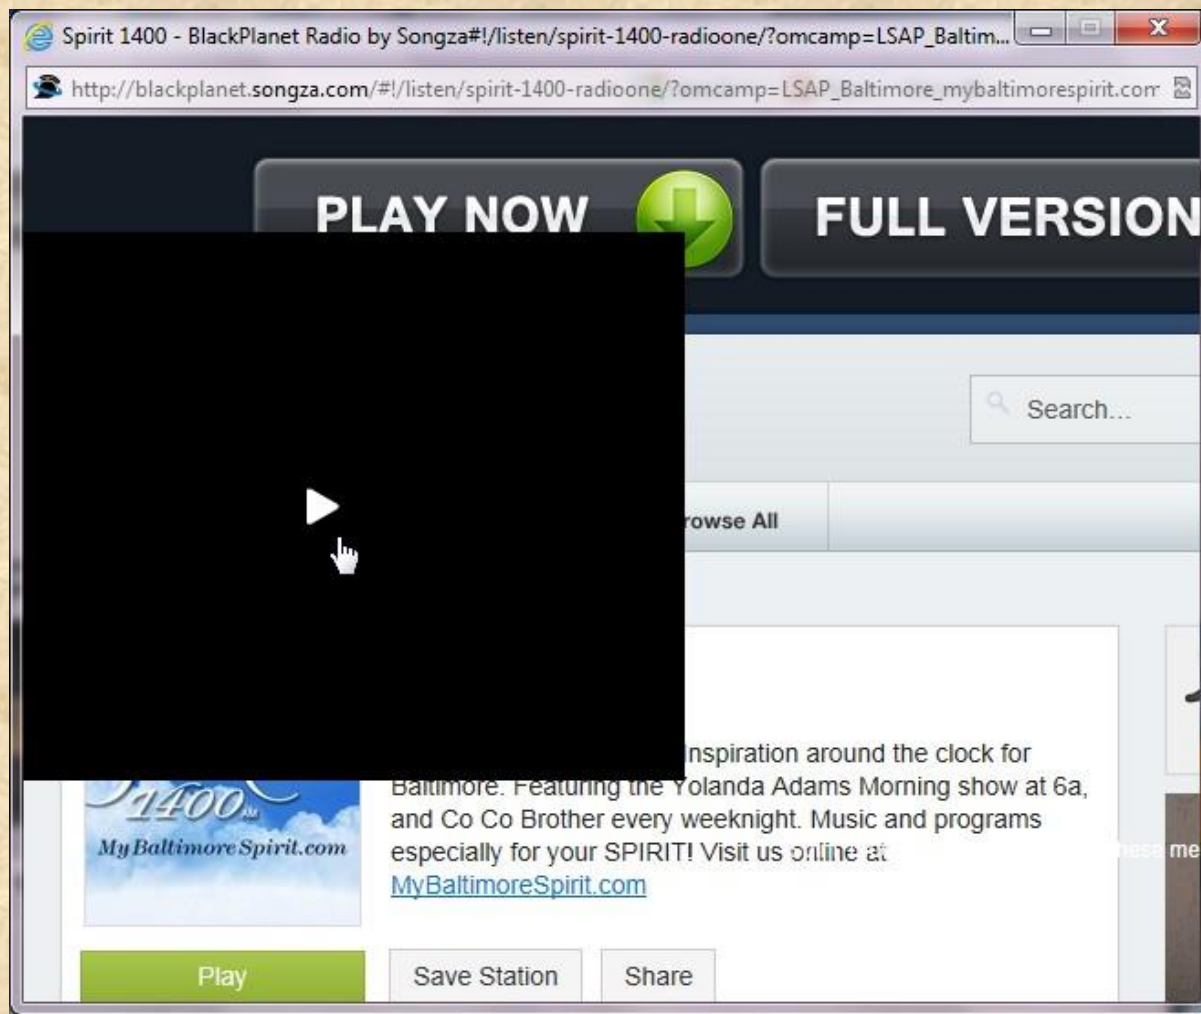 Spirit 1400 - BlackPlanet Radio by Songza#!/listen/spirit-1400-radioone/?omcamp=LSAP_Baltim...
http://blackplanet.songza.com/#!/listen/spirit-1400-radioone/?omcamp=LSAP_Baltimore_mybaltimorespirit.com
PLAY NOW
FULL VERSION
Search...
rowse All
Inspiration around the clock for
Baltimore. Featuring the Yolanda Adams Morning show at 6a,
and Co Co Brother every weeknight. Music and programs
especially for your SPIRIT! Visit us online at
MyBaltimoreSpirit.com
1400 AM
MyBaltimoreSpirit.com
hese me
Play
Save Station
Share